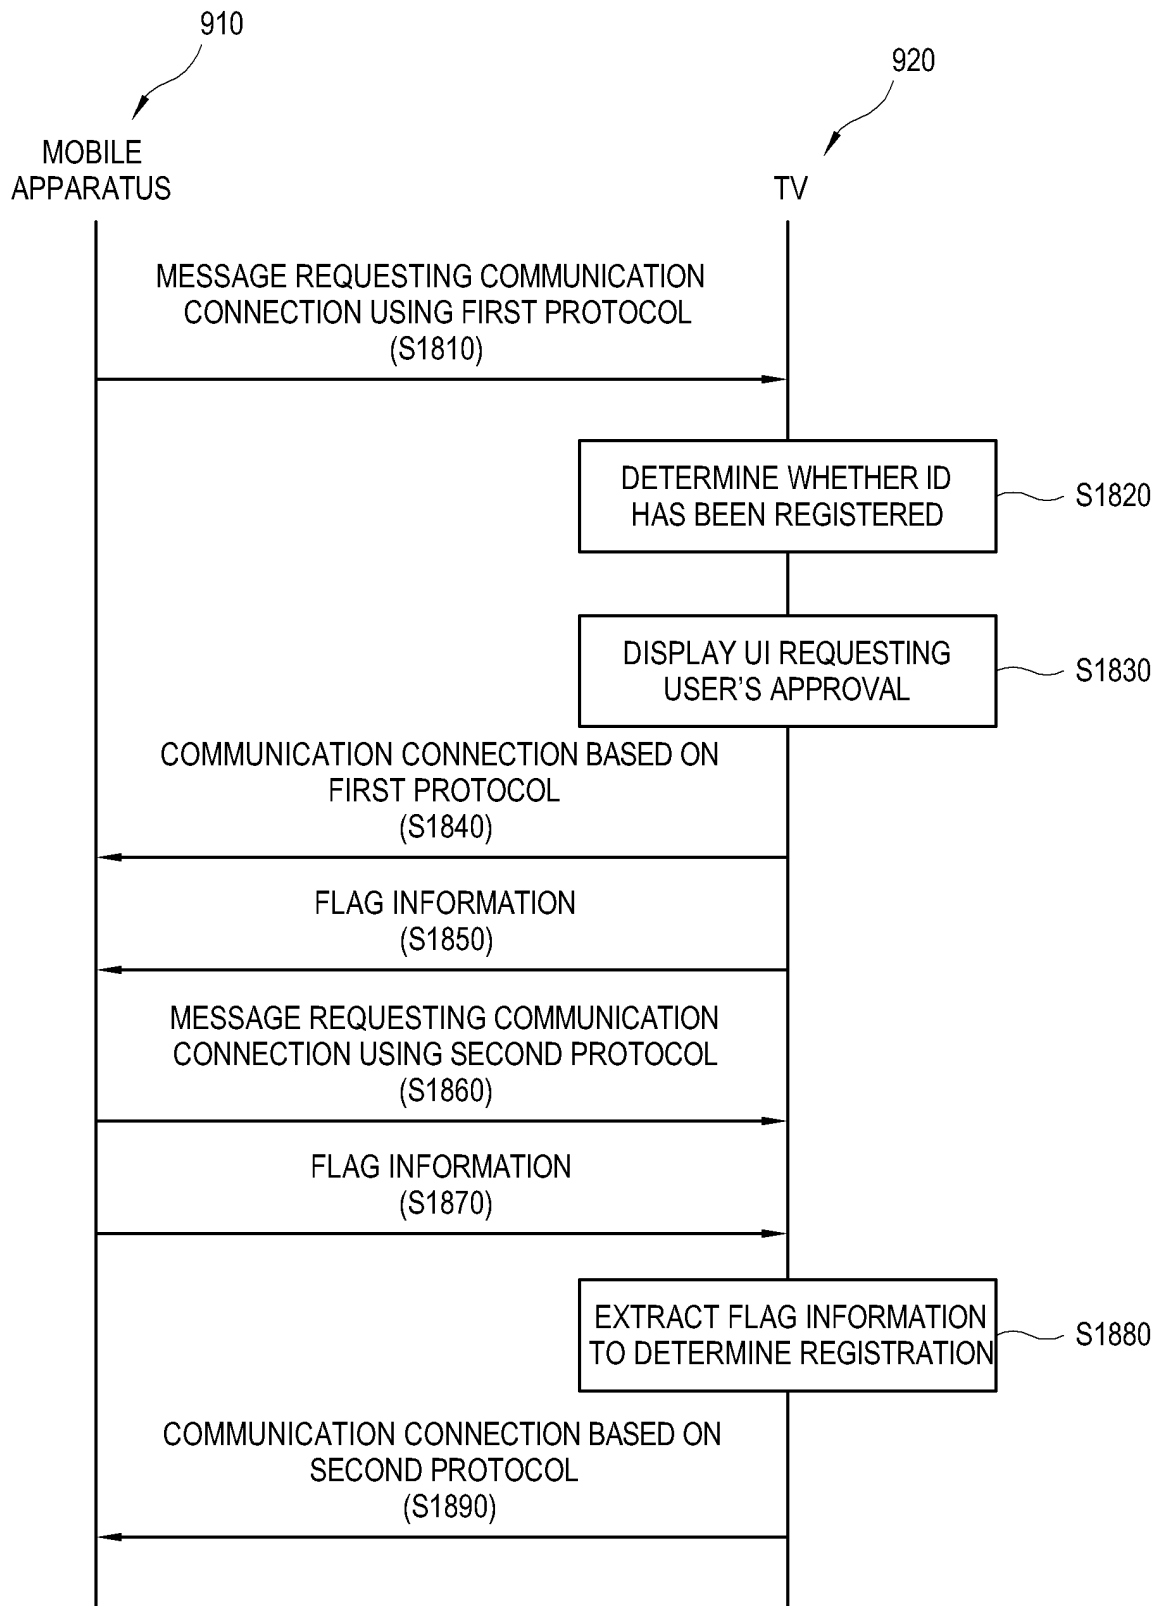 910
920
MOBILE
APPARATUS
TV
MESSAGE REQUESTING COMMUNICATION
CONNECTION USING FIRST PROTOCOL
(S1810)
DETERMINE WHETHER ID
HAS BEEN REGISTERED
S1820
DISPLAY UI REQUESTING
USER'S APPROVAL
S1830
COMMUNICATION CONNECTION BASED ON
FIRST PROTOCOL
(S1840)
FLAG INFORMATION
(S1850)
MESSAGE REQUESTING COMMUNICATION
CONNECTION USING SECOND PROTOCOL
(S1860)
FLAG INFORMATION
(S1870)
EXTRACT FLAG INFORMATION
TO DETERMINE REGISTRATION
S1880
COMMUNICATION CONNECTION BASED ON
SECOND PROTOCOL
(S1890)